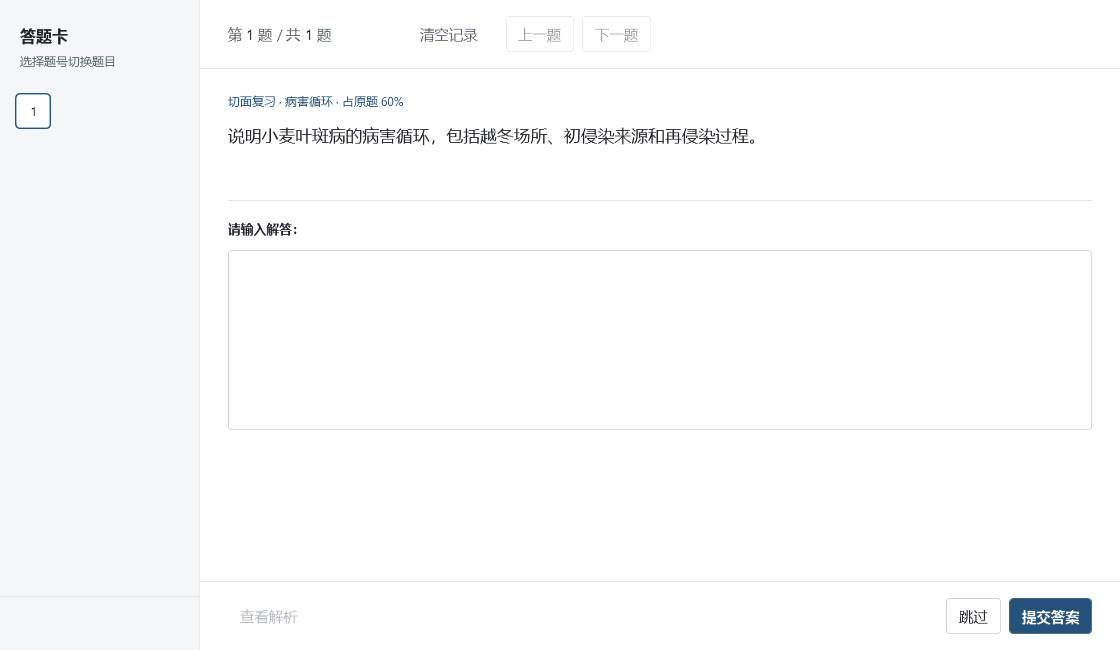 答题卡
选择题号切换题目
1
第 1 题 / 共 1 题
清空记录
上一题
下一题
切面复习 · 病害循环 · 占原题 60%
说明小麦叶斑病的病害循环，包括越冬场所、初侵染来源和再侵染过程。
请输入解答：
查看解析
跳过
提交答案